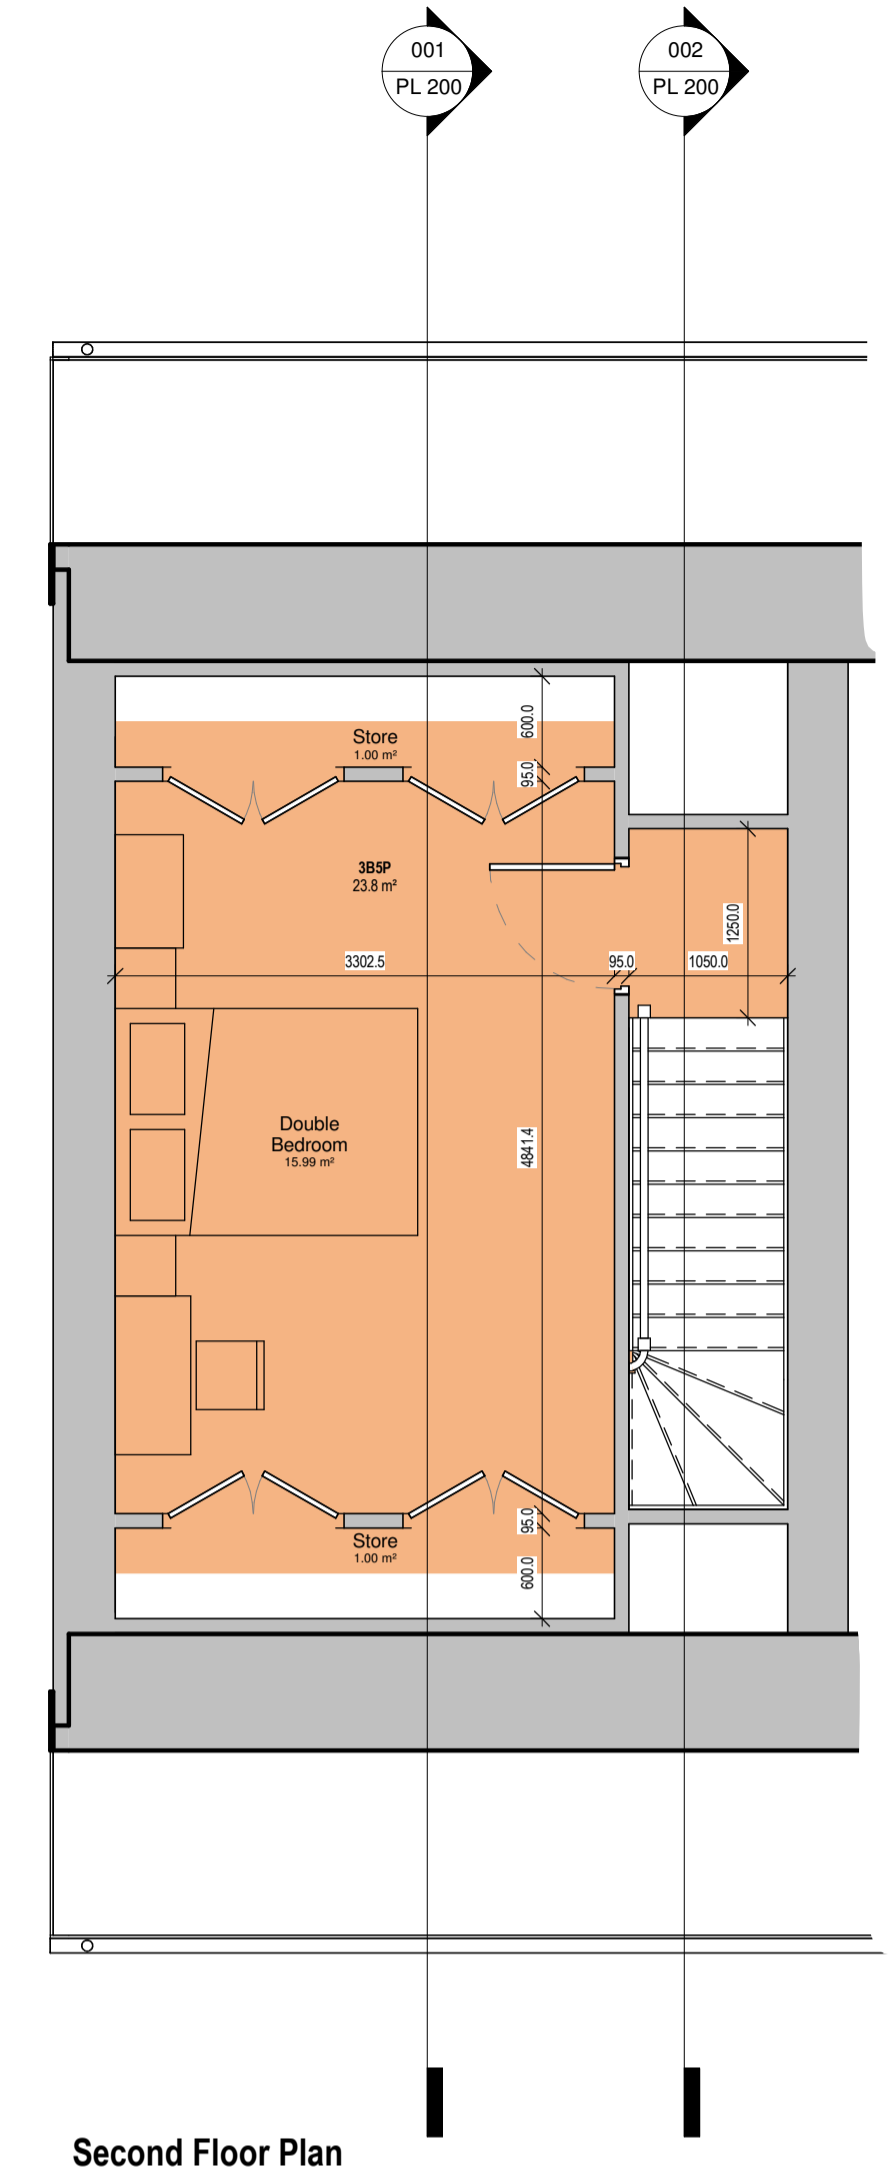 001
PL 200
002
PL 200
600.0
Store
1.00 m²
95.0
3B5P
23.8 m²
1250.0
3302.5
95.0
1050.0
Double
Bedroom
15.99 m²
4841.4
95.0
Store
1.00 m²
600.0
Second Floor Plan